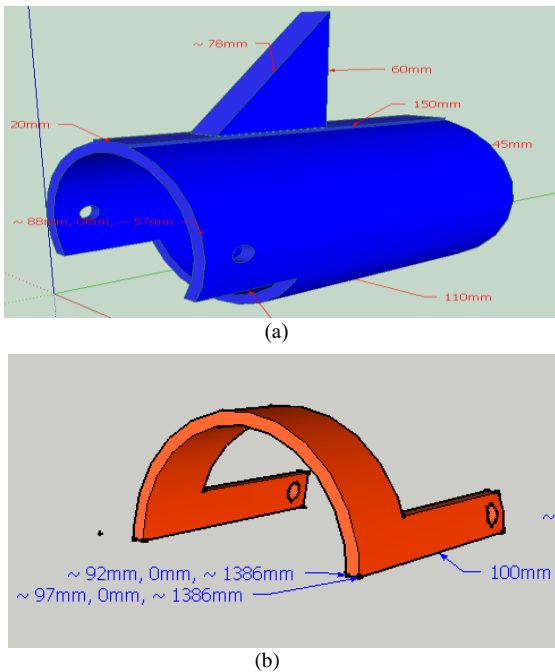 ~ 78mm
60mm
150mm
20mm
45mm
~ 88mm, 0mm, ~ 57mm
110mm
(a)
~ 92mm, 0mm, ~ 1386mm
~
100mm
~ 97mm, 0mm, ~ 1386mm
(b)